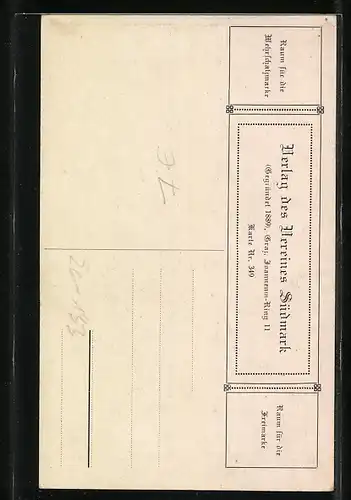 Raum für die
Wehrschatzmarke
Verlag des Vereines Südmark
(Gegründet 1889), Graz, Joanneum-Ring 11
Karte Nr. 349
Raum für die
Freimarke